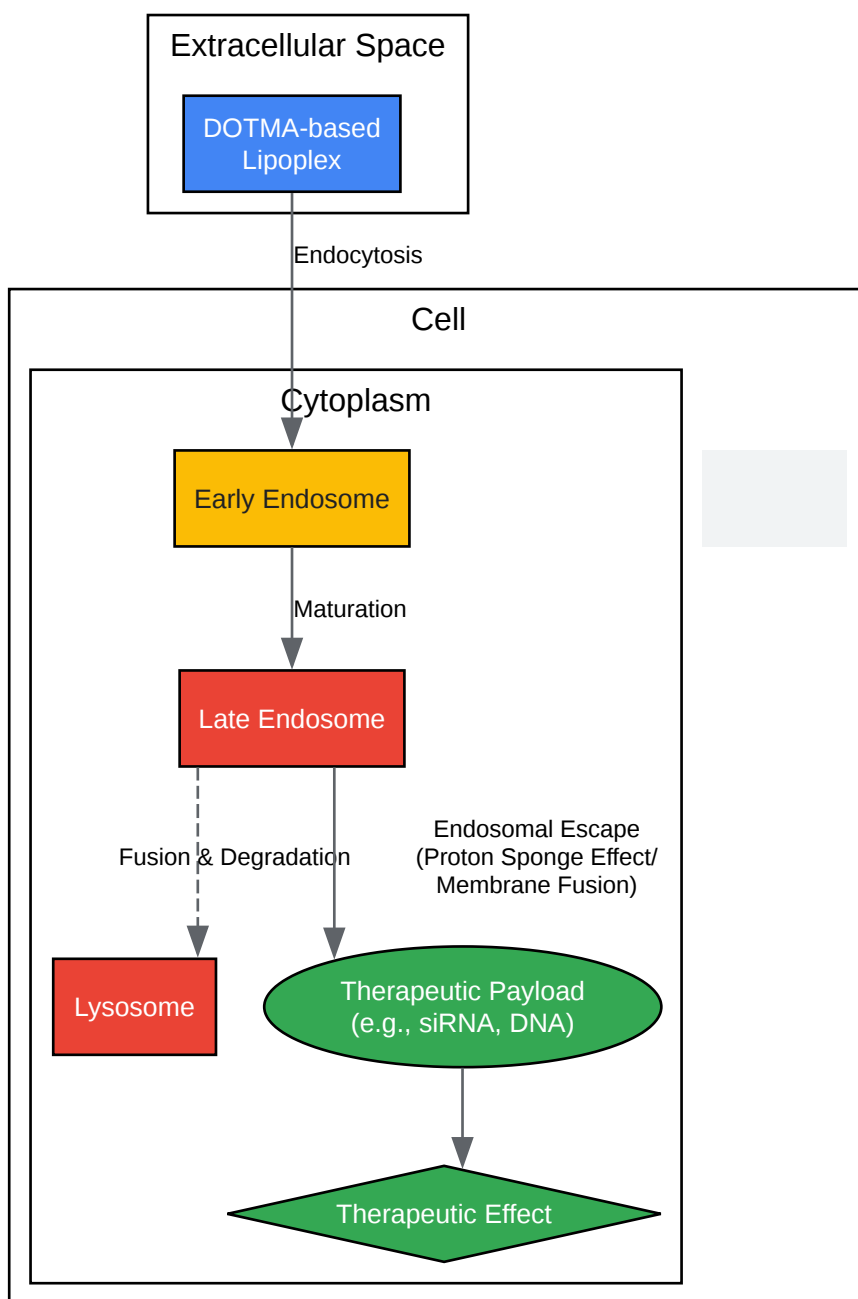 Extracellular Space
DOTMA-based
Lipoplex
Endocytosis
Cell
Cytoplasm
Early Endosome
Maturation
Late Endosome
Fusion & Degradation
Endosomal Escape
(Proton Sponge Effect/
Membrane Fusion)
Lysosome
Therapeutic Payload
(e.g., siRNA, DNA)
Therapeutic Effect